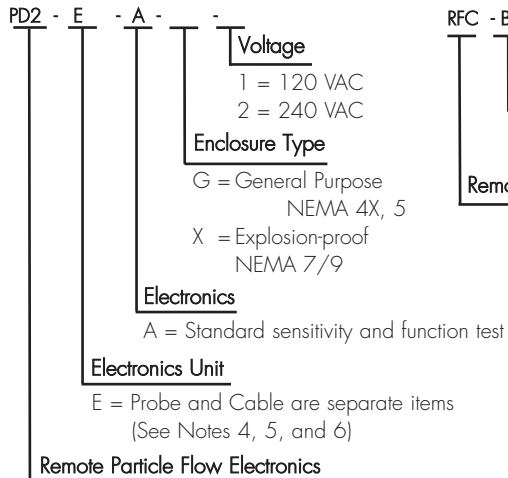 PD2 - E - A - -
Voltage
1 = 120 VAC
2 = 240 VAC
Enclosure Type
G = General Purpose
NEMA 4X, 5
X = Explosion-proof
NEMA 7/9
Electronics
A = Standard sensitivity and function test
Electronics Unit
E = Probe and Cable are separate items
(See Notes 4, 5, and 6)
Remote Particle Flow Electronics
RFC -